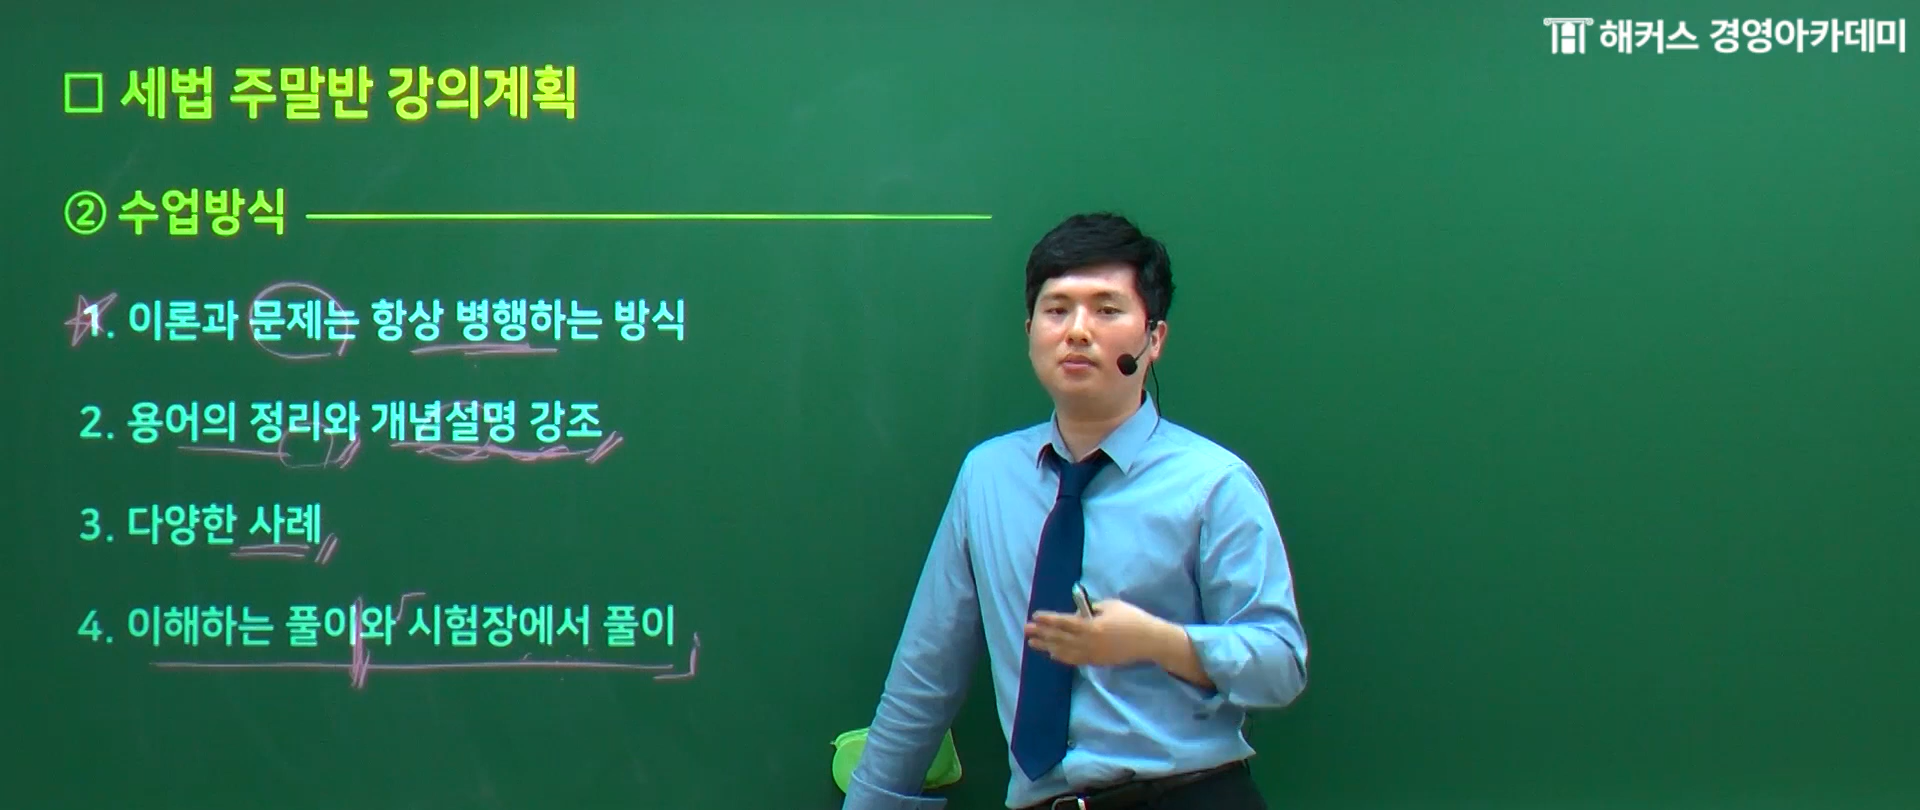 해커스 경영아카데미
□ 세법 주말반 강의계획
② 수업방식
1. 이론과 문제는 항상 병행하는 방식
2. 용어의 정리와 개념설명 강조
3. 다양한 사례
4. 이해하는 풀이와 시험장에서 풀이